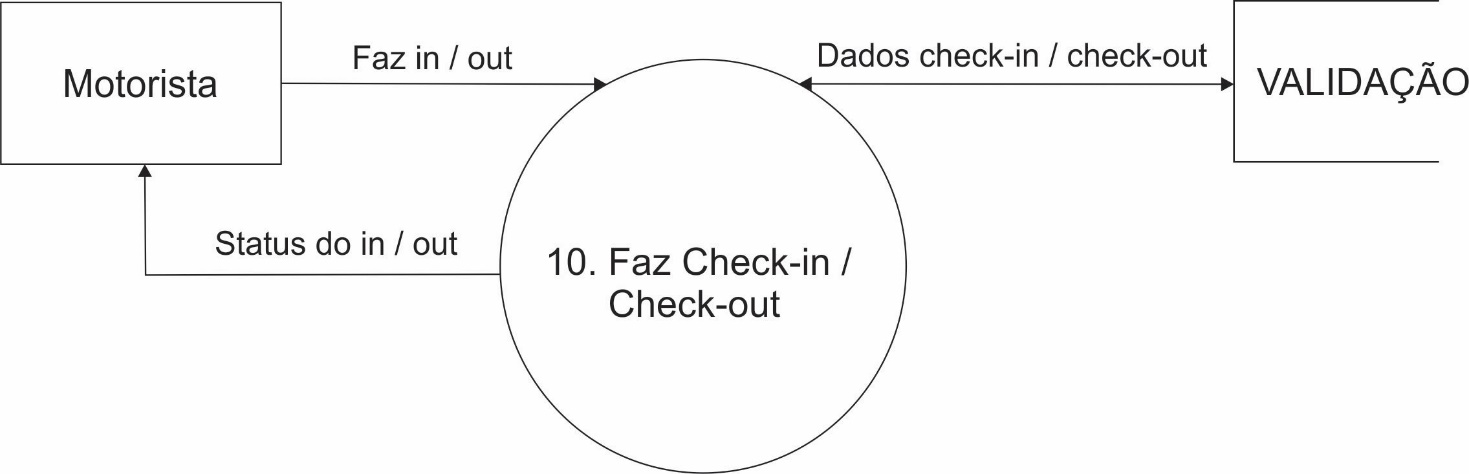 Faz in / out
Dados check-in / check-out
Motorista
VALIDAÇÃO
Status do in / out
10. Faz Check-in /
Check-out